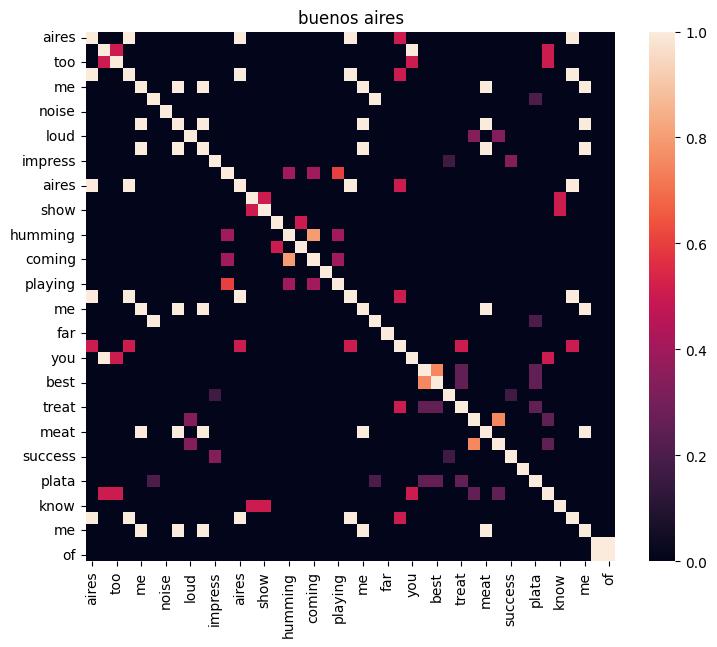 buenos aires
aires
too
me
noise
loud
impress
aires
show
humming
coming
playing
me
far
you
best
treat
meat
success
plata
know
me
of
aires
too
me
noise
loud
impress
aires
show
humming
coming
playing
me
far
you
best
treat
meat
success
plata
know
me
of
1.0
0.8
0.6
0.4
0.2
0.0